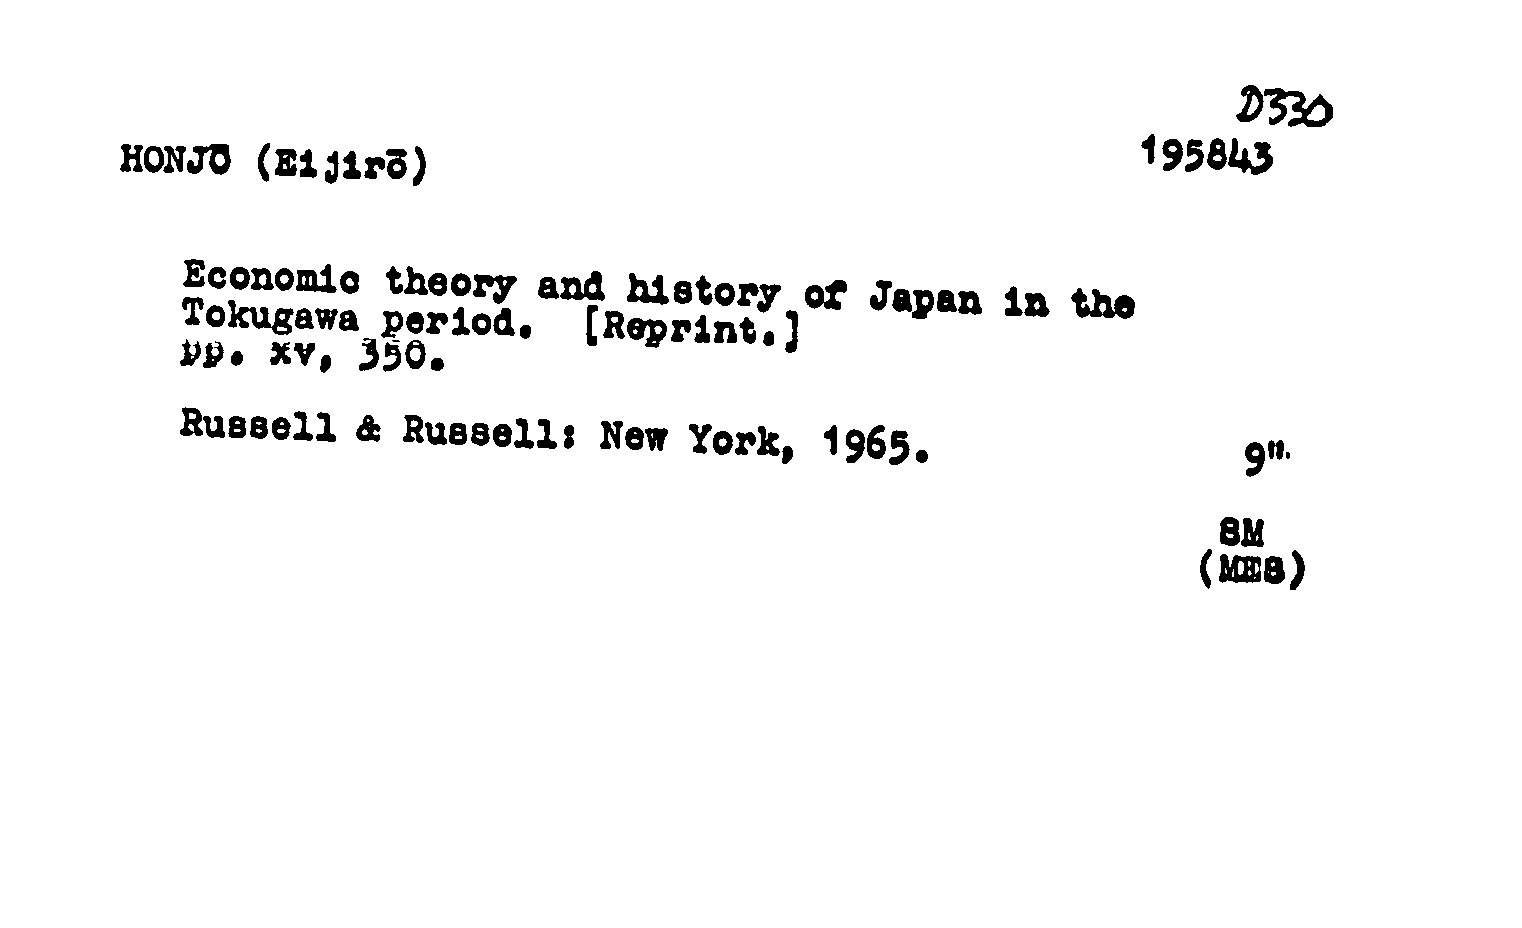 D330
HONJŌ (Eijirō) 195843
Economic theory and history of Japan in the
Tokugawa period. [Reprint.]
pp. xv, 350.
Russell & Russell: New York, 1965. 9".
SM
(MES)